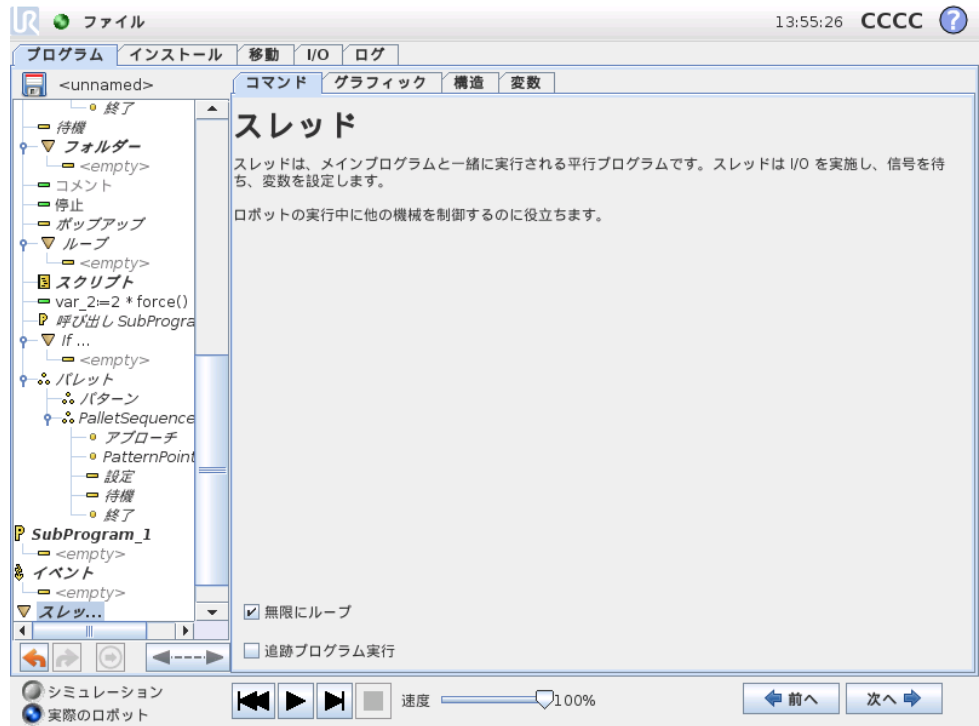 UR ファイル 13:55:26 CCCC ?
プログラム インストール 移動 I/O ログ
<unnamed>
コマンド グラフィック 構造 変数
終了
待機
フォルダー
<empty>
コメント
停止
ポップアップ
ループ
<empty>
スクリプト
var_2:=2 * force()
呼び出し SubProgra
If ...
<empty>
パレット
パターン
PalletSequence
アプローチ
PatternPoint
設定
待機
終了
SubProgram_1
<empty>
イベント
<empty>
スレッ...
スレッド
スレッドは、メインプログラムと一緒に実行される平行プログラムです。スレッドは I/O を実施し、信号を待
ち、変数を設定します。
ロボットの実行中に他の機械を制御するのに役立ちます。
無限にループ
追跡プログラム実行
シミュレーション
実際のロボット
速度 100%
前へ 次へ